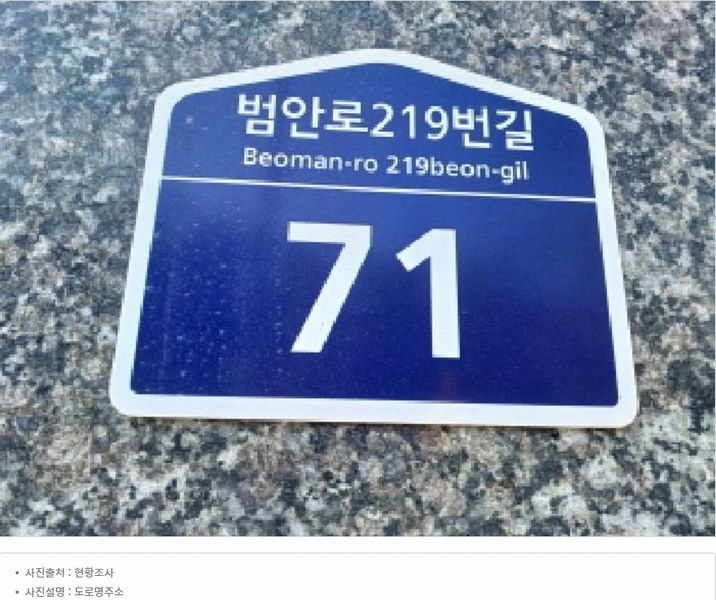 범안로219번길
Beoman-ro 219beon-gil
71
• 사진출처 : 현황조사
• 사진설명 : 도로명주소